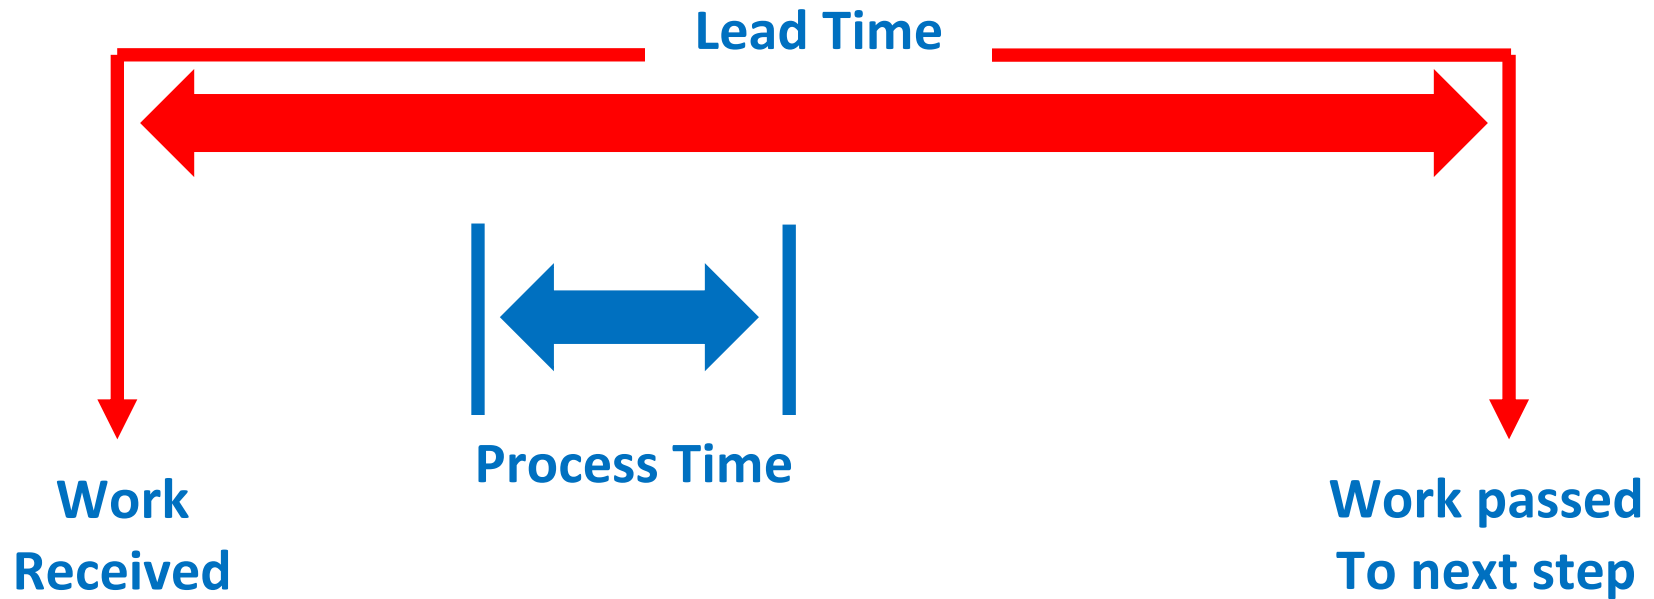 Lead Time
Process Time
Work
Received
Work passed
To next step